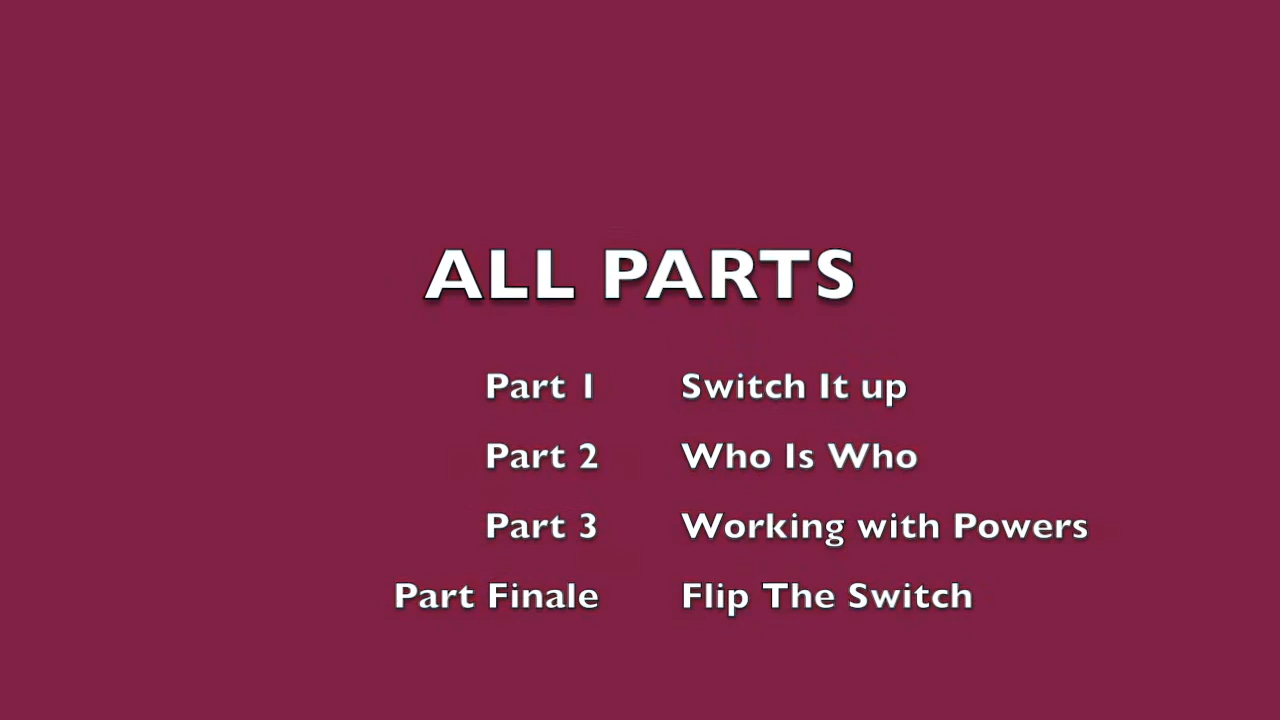 ALL PARTS
Part 1 Switch It up
Part 2 Who Is Who
Part 3 Working with Powers
Part Finale Flip The Switch